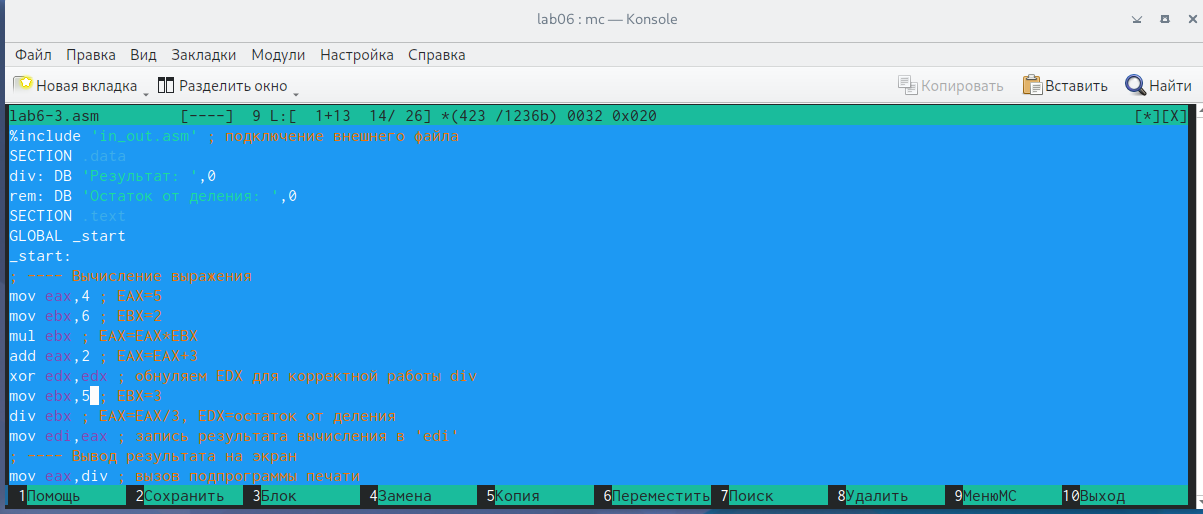 lab06 : mc — Konsole
Файл Правка Вид Закладки Модули Настройка Справка
Новая вкладка Разделить окно Копировать Вставить Найти
lab6-3.asm [----] 9 L:[ 1+13 14/ 26] *(423 /1236b) 0032 0x020 [*][X]
%include 'in_out.asm' ; подключение внешнего файла
SECTION .data
div: DB 'Результат: ',0
rem: DB 'Остаток от деления: ',0
SECTION .text
GLOBAL _start
_start:
; ---- Вычисление выражения
mov eax,4 ; EAX=5
mov ebx,6 ; EBX=2
mul ebx ; EAX=EAX*EBX
add eax,2 ; EAX=EAX+3
xor edx,edx ; обнуляем EDX для корректной работы div
mov ebx,5 ; EBX=3
div ebx ; EAX=EAX/3, EDX=остаток от деления
mov edi,eax ; запись результата вычисления в 'edi'
; ---- Вывод результата на экран
mov eax,div ; вызов подпрограммы печати
1Помощь 2Сохранить 3Блок 4Замена 5Копия 6Переместить 7Поиск 8Удалить 9МенюMC 10Выход